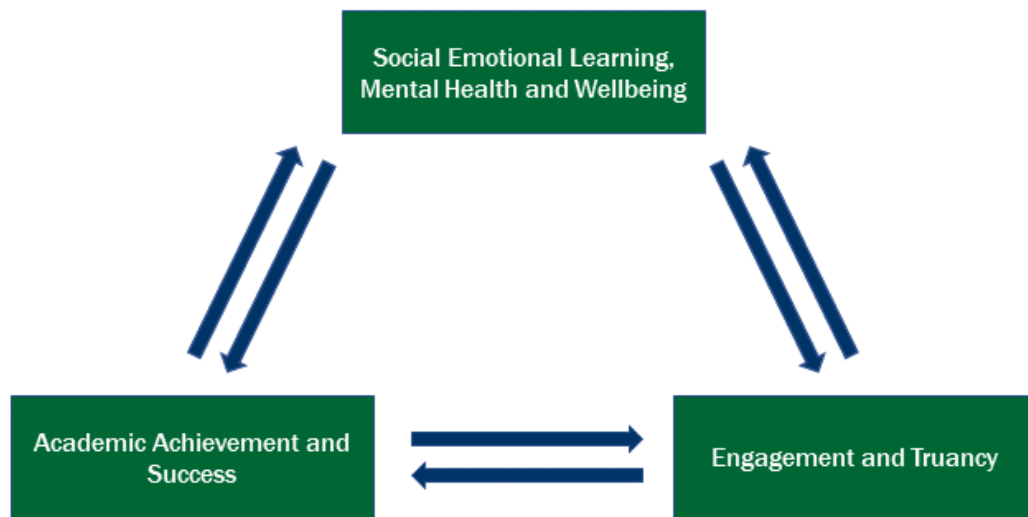 Social Emotional Learning,
Mental Health and Wellbeing
Academic Achievement and
Success
Engagement and Truancy